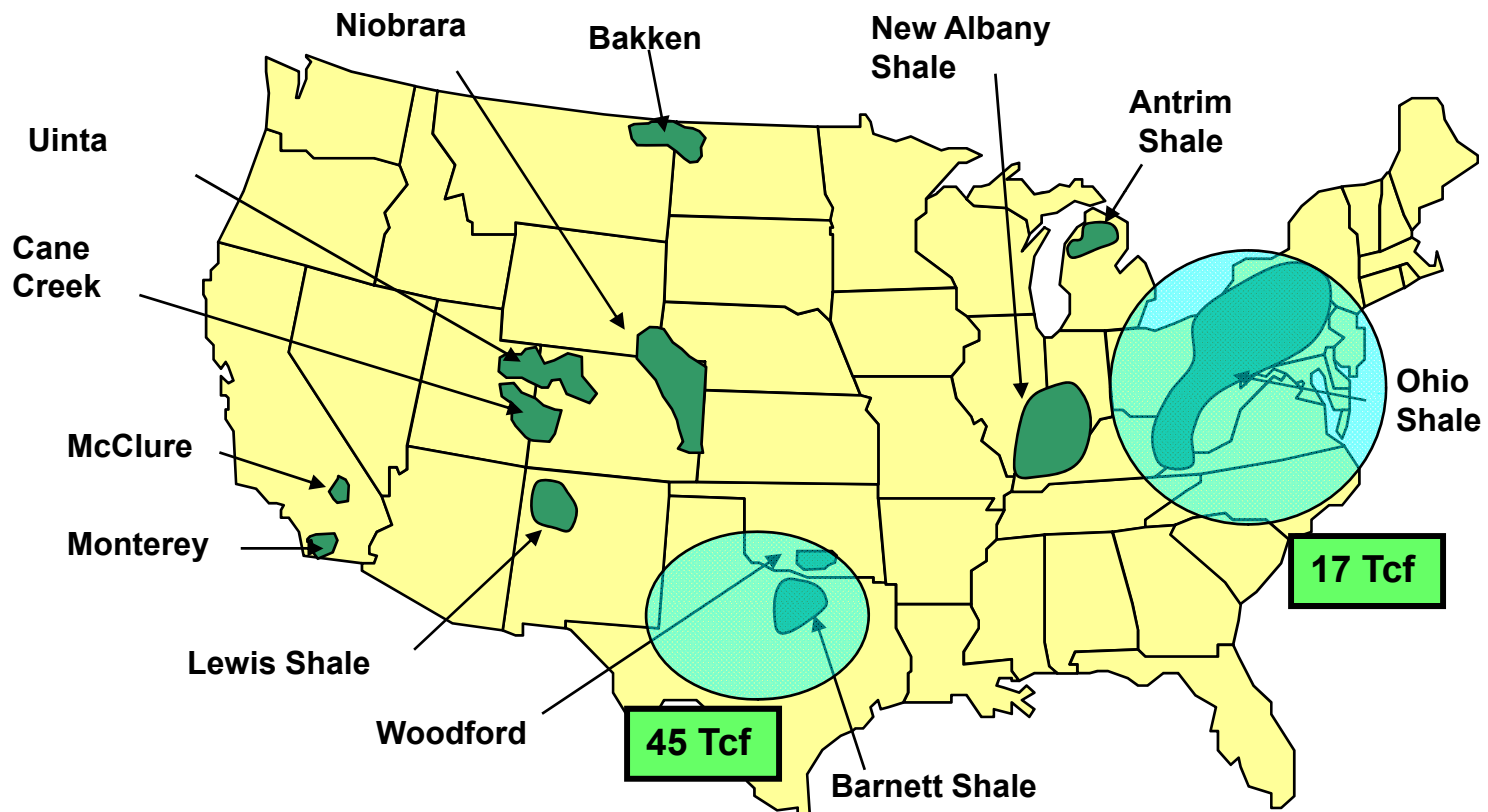 Niobrara
Bakken
New Albany
Shale
Antrim
Shale
Uinta
Cane
Creek
Ohio
Shale
McClure
Monterey
17 Tcf
Lewis Shale
Woodford
45 Tcf
Barnett Shale